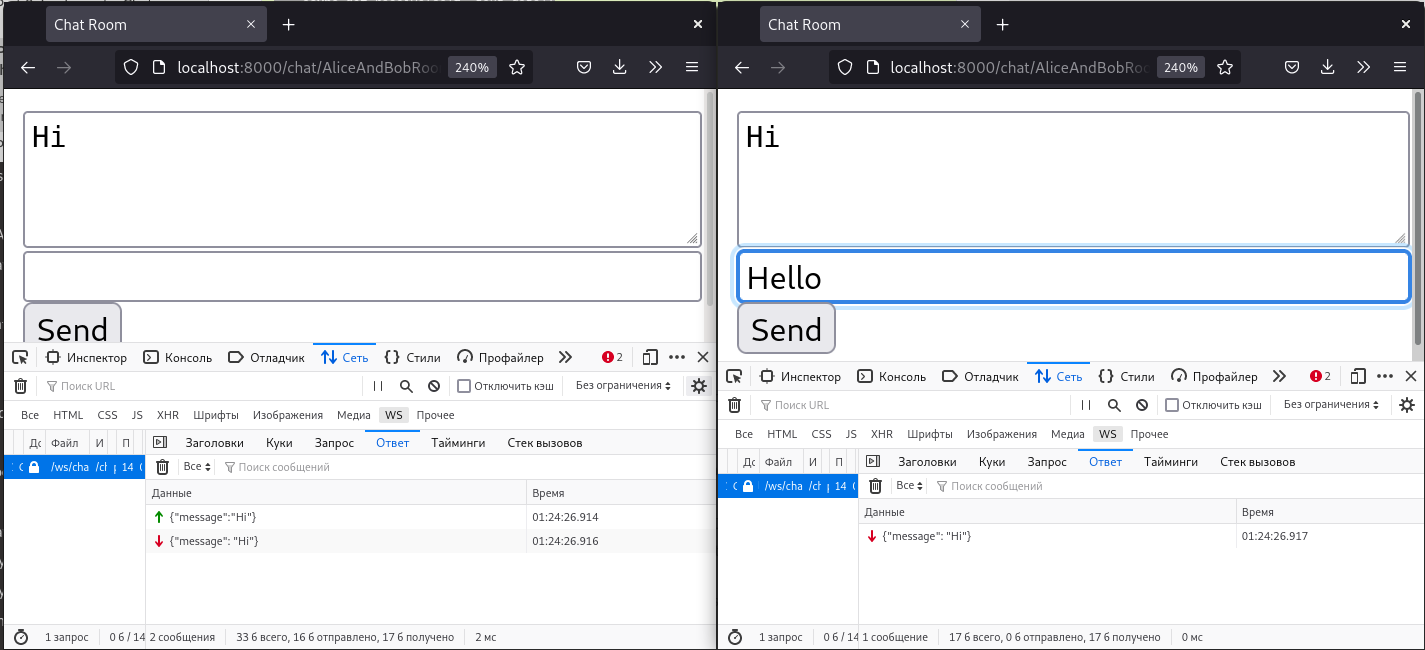 Chat Room
localhost:8000/chat/AliceAndBobRoo 240%
Hi
Send
Инспектор Консоль Отладчик Сеть Стили Профайлер 2
Поиск URL Отключить кэш Без ограничения
Все HTML CSS JS XHR Шрифты Изображения Медиа WS Прочее
Файл И П Заголовки Куки Запрос Ответ Тайминги Стек вызовов
/ws/cha /ch 14 Все Поиск сообщений
Данные Время
{"message":"Hi"} 01:24:26.914
{"message": "Hi"} 01:24:26.916
1 запрос 0 б / 14 2 сообщения 33 б всего, 16 б отправлено, 17 б получено 2 мс
Chat Room
localhost:8000/chat/AliceAndBobRoo 240%
Hi
Hello
Send
Инспектор Консоль Отладчик Сеть Стили Профайлер 2
Поиск URL Отключить кэш Без ограничения
Все HTML CSS JS XHR Шрифты Изображения Медиа WS Прочее
Файл И П Заголовки Куки Запрос Ответ Тайминги Стек вызовов
/ws/cha /ch 14 Все Поиск сообщений
Данные Время
{"message": "Hi"} 01:24:26.917
1 запрос 0 б / 14 1 сообщение 17 б всего, 0 б отправлено, 17 б получено 0 мс